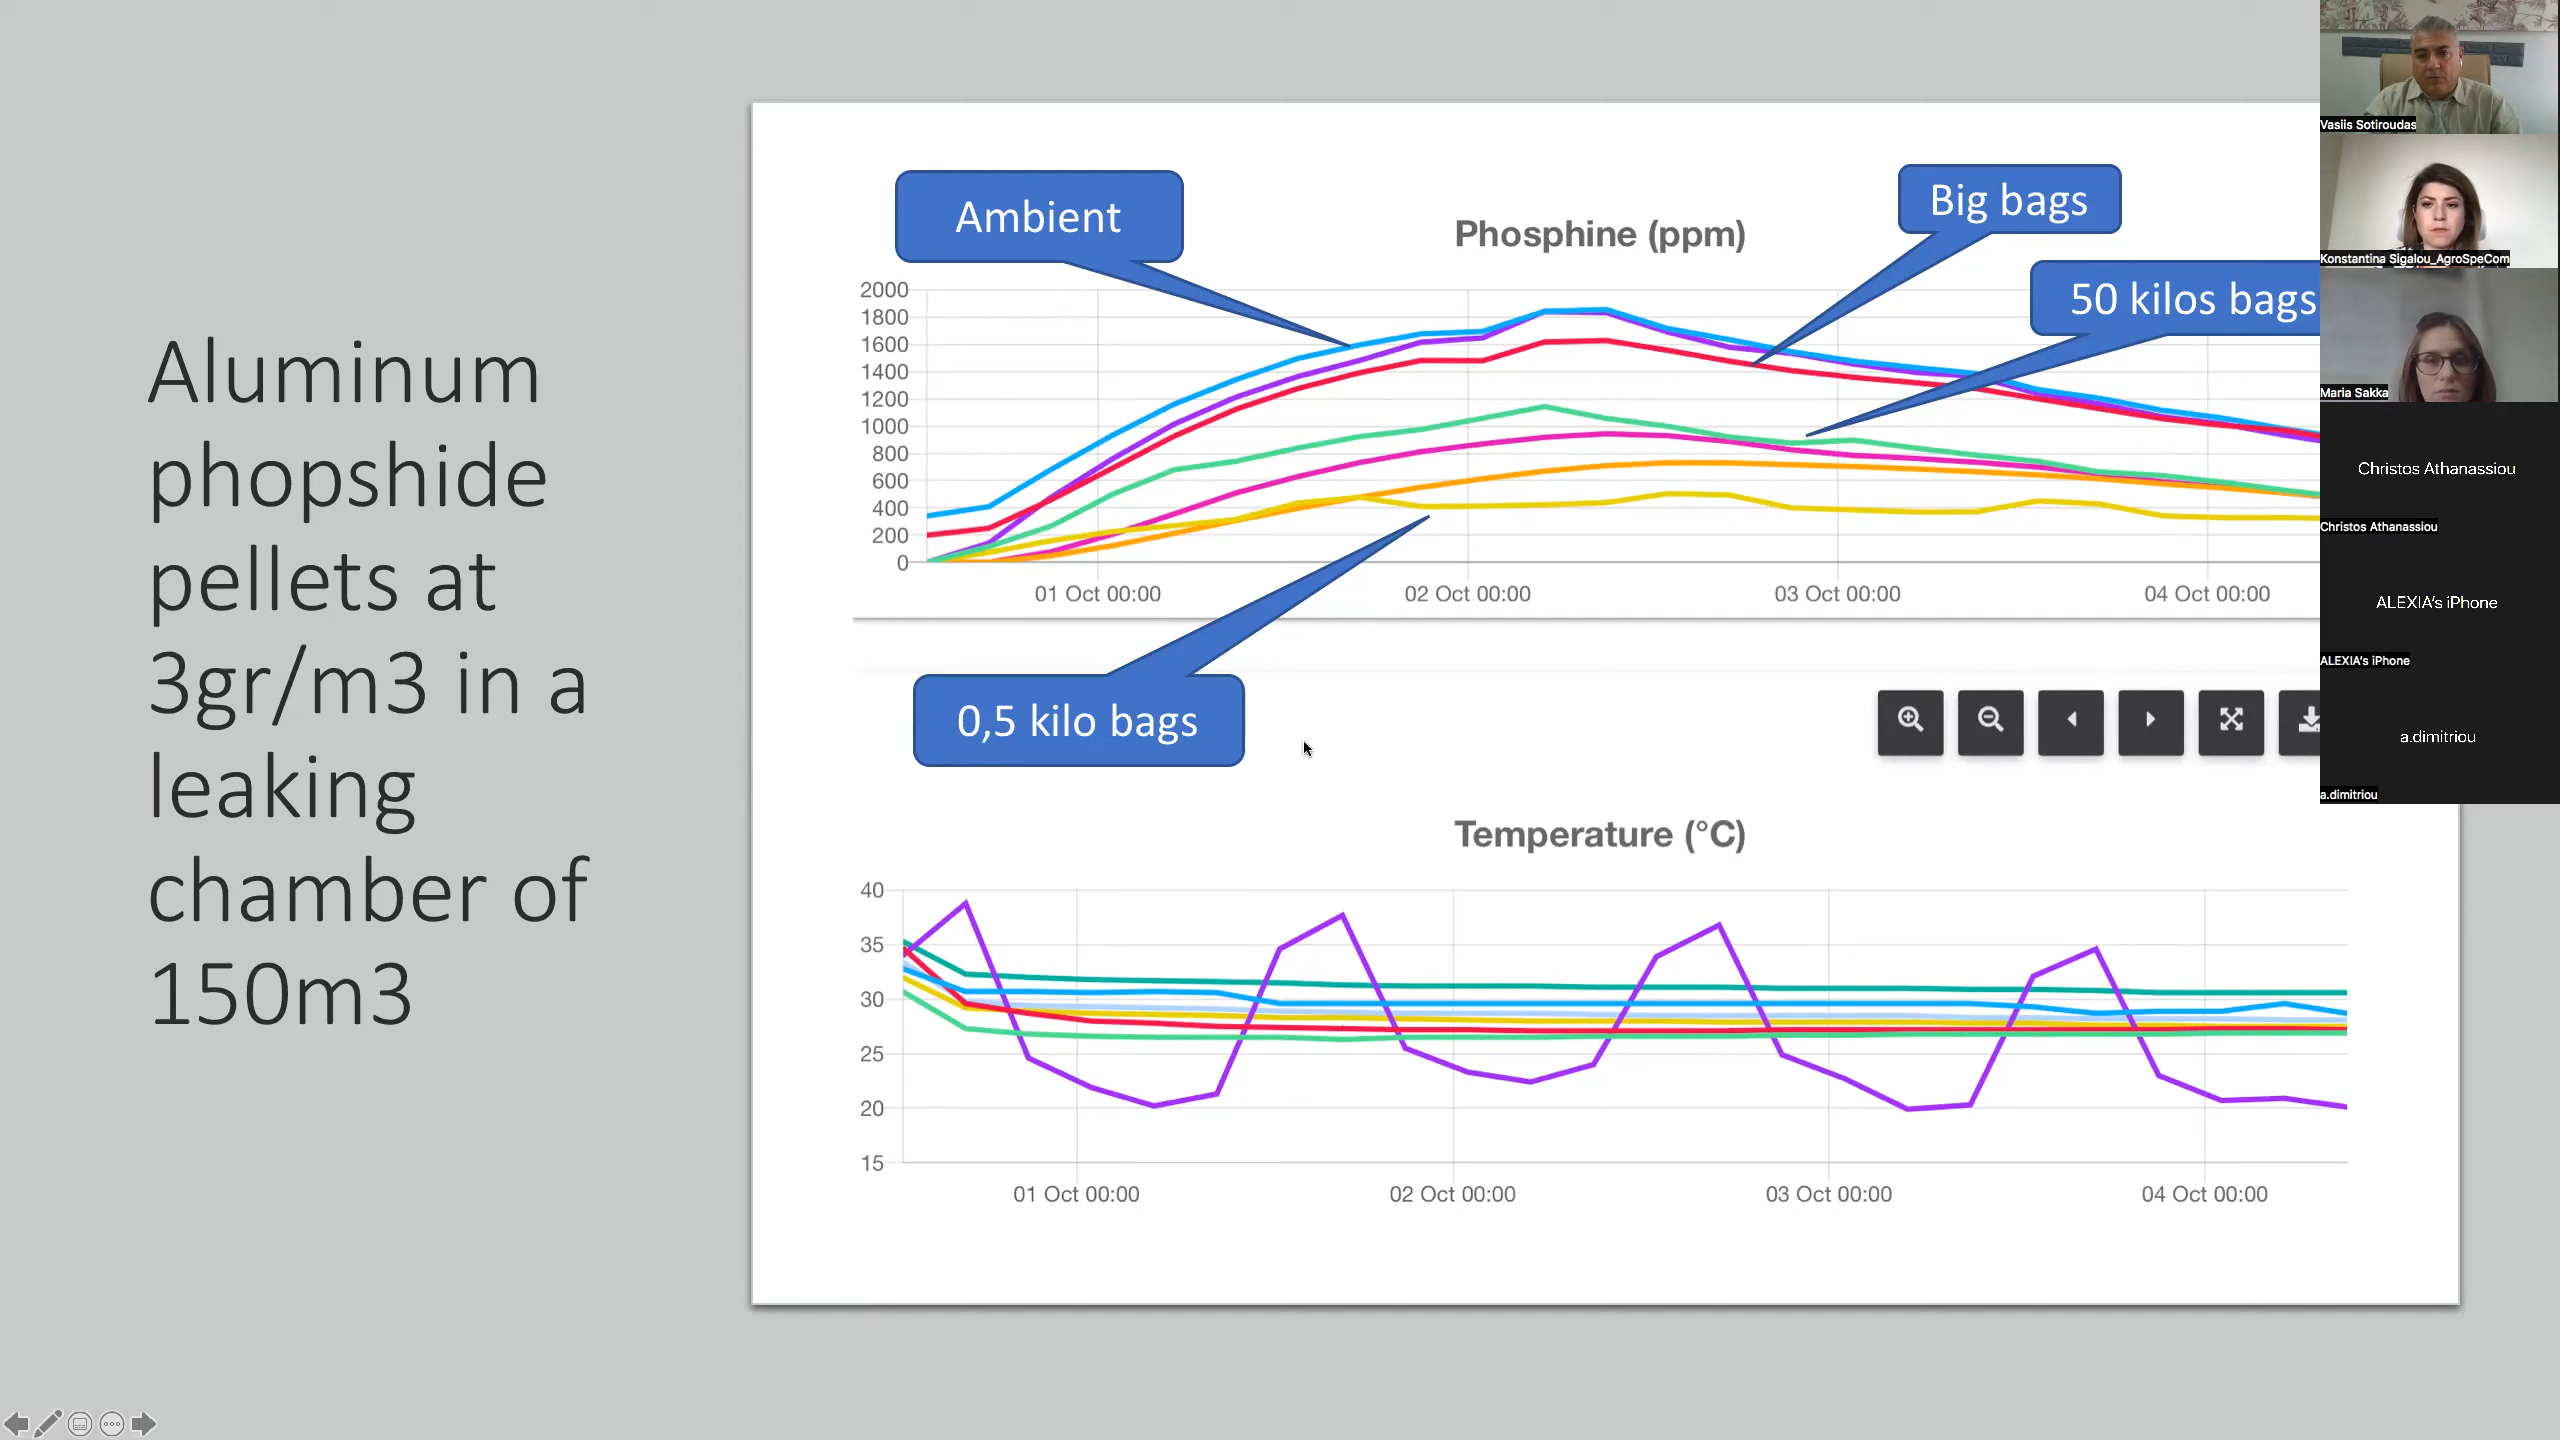 Aluminum
phopshide
pellets at
3gr/m3 in a
leaking
chamber of
150m3
Ambient
Big bags
Phosphine (ppm)
50 kilos bags
2000
1800
1600
1400
1200
1000
800
600
400
200
0
01 Oct 00:00
02 Oct 00:00
03 Oct 00:00
04 Oct 00:00
0,5 kilo bags
Temperature (°C)
40
35
30
25
20
15
01 Oct 00:00
02 Oct 00:00
03 Oct 00:00
04 Oct 00:00
Vasiis Sotiroudas
Konstantina Sigalou_AgroSpeCom
Maria Sakka
Christos Athanassiou
Christos Athanassiou
ALEXIA's iPhone
ALEXIA's iPhone
a.dimitriou
a.dimitriou